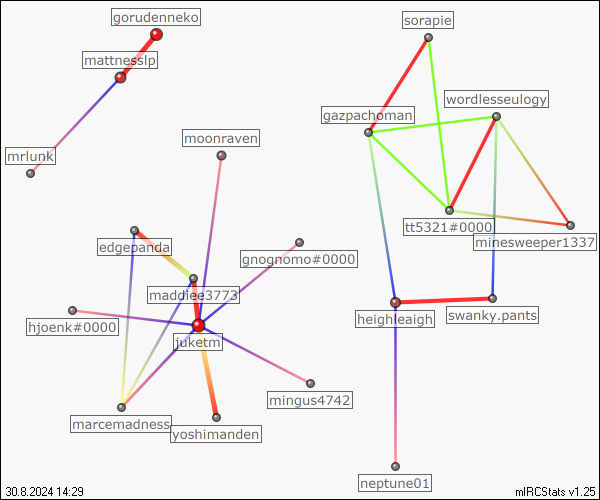 gorudenneko
sorapie
mattnesslp
wordlesseulogy
gazpachoman
moonraven
mrlunk
tt5321#0000
minesweeper1337
edgepanda
gnognomo#0000
maddiee3773
swanky.pants
heighleaigh
hjoenk#0000
juketm
mingus4742
marcemadness
yoshimanden
neptune01
30.8.2024 14:29
mIRCStats v1.25